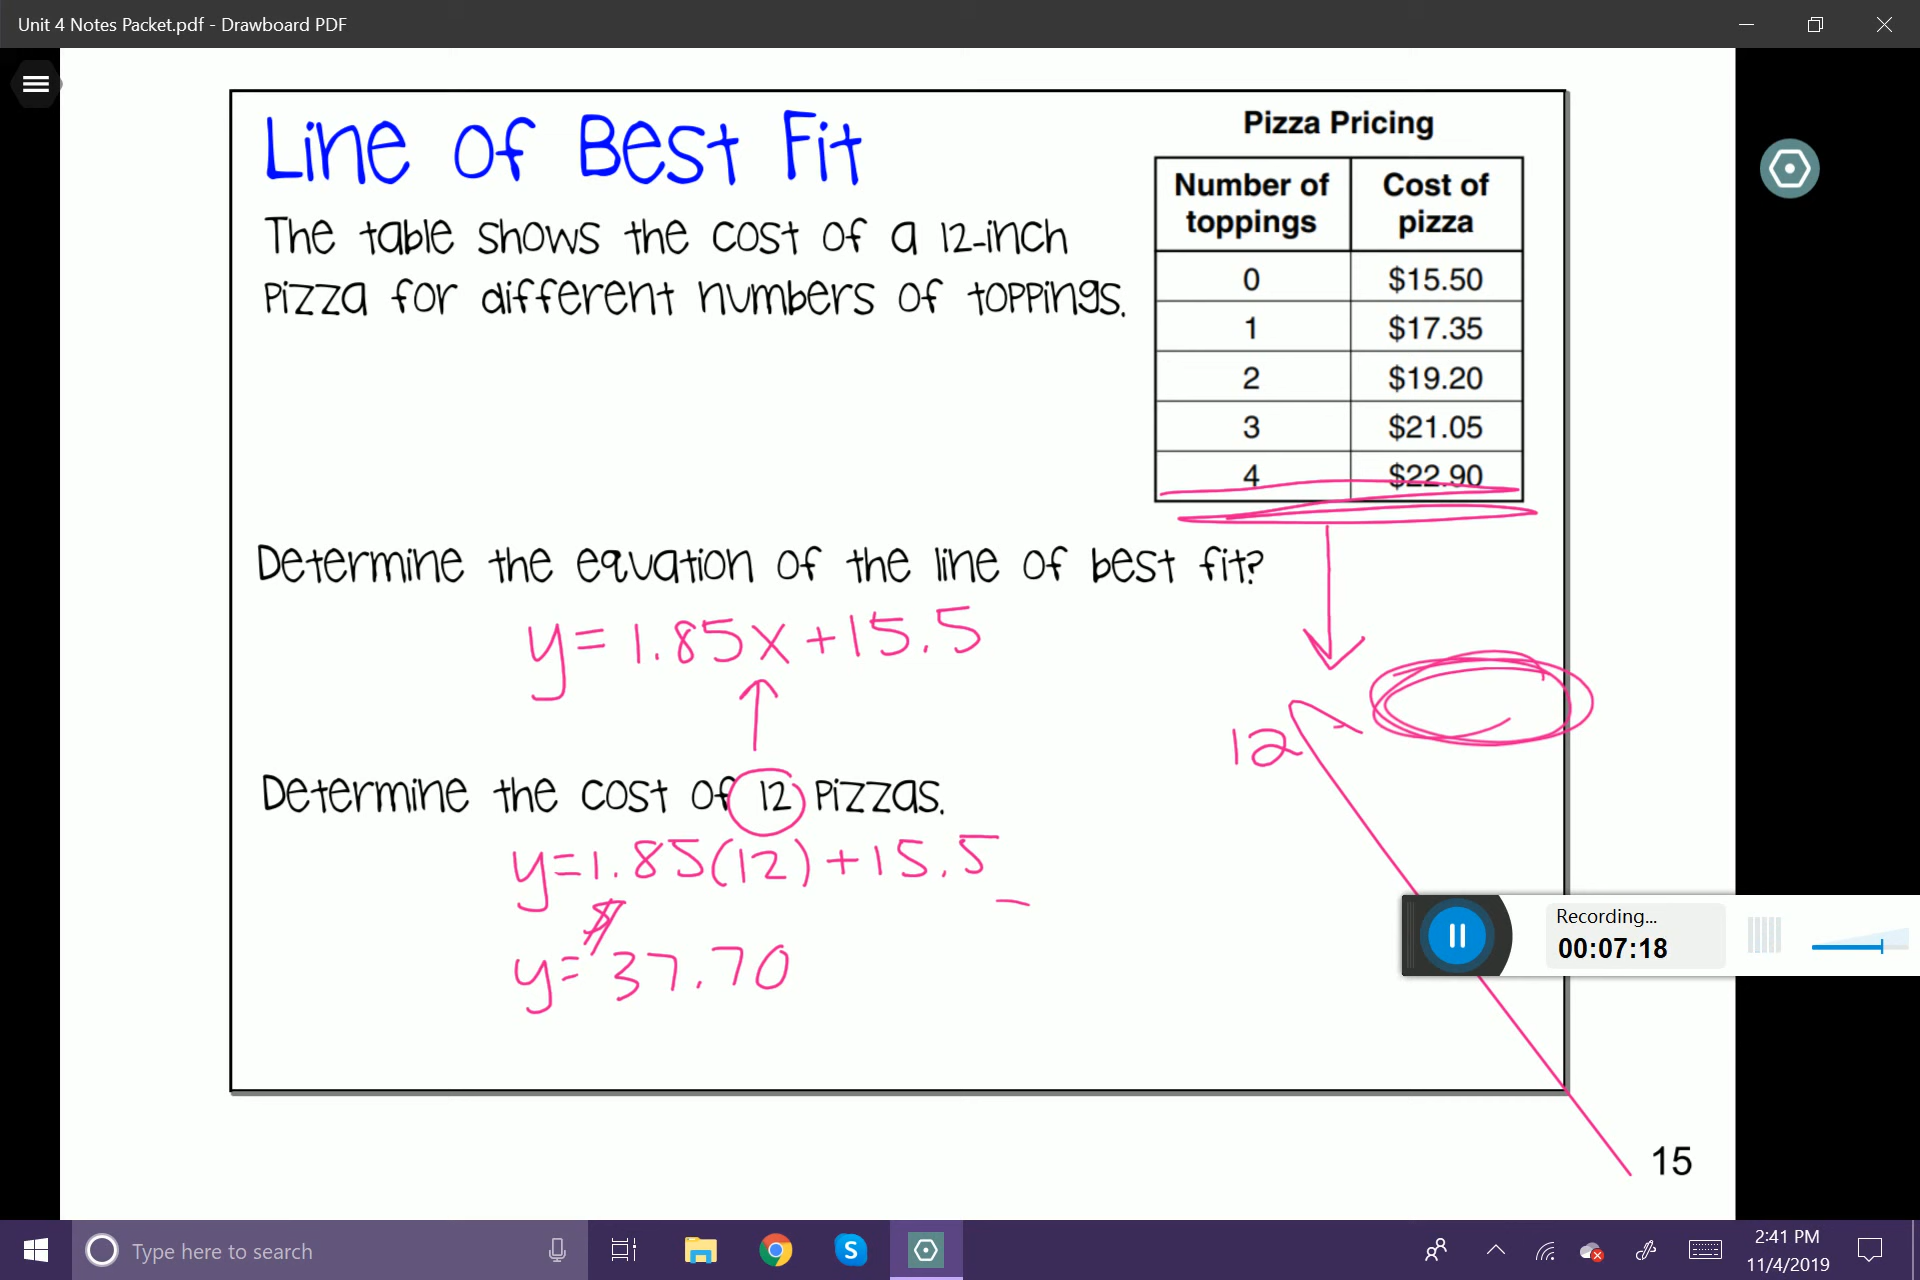 Unit 4 Notes Packet.pdf - Drawboard PDF
Line of Best Fit
The table shows the cost of a 12-inch
pizza for different numbers of toppings.
Pizza Pricing
Number of toppings Cost of pizza
0 $15.50
1 $17.35
2 $19.20
3 $21.05
4 $22.90
Determine the equation of the line of best fit?
y=1.85x+15.5
12
Determine the cost of 12 pizzas.
y=1.85(12)+15.5
y=$37.70
Recording...
00:07:18
15
Type here to search
2:41 PM
11/4/2019